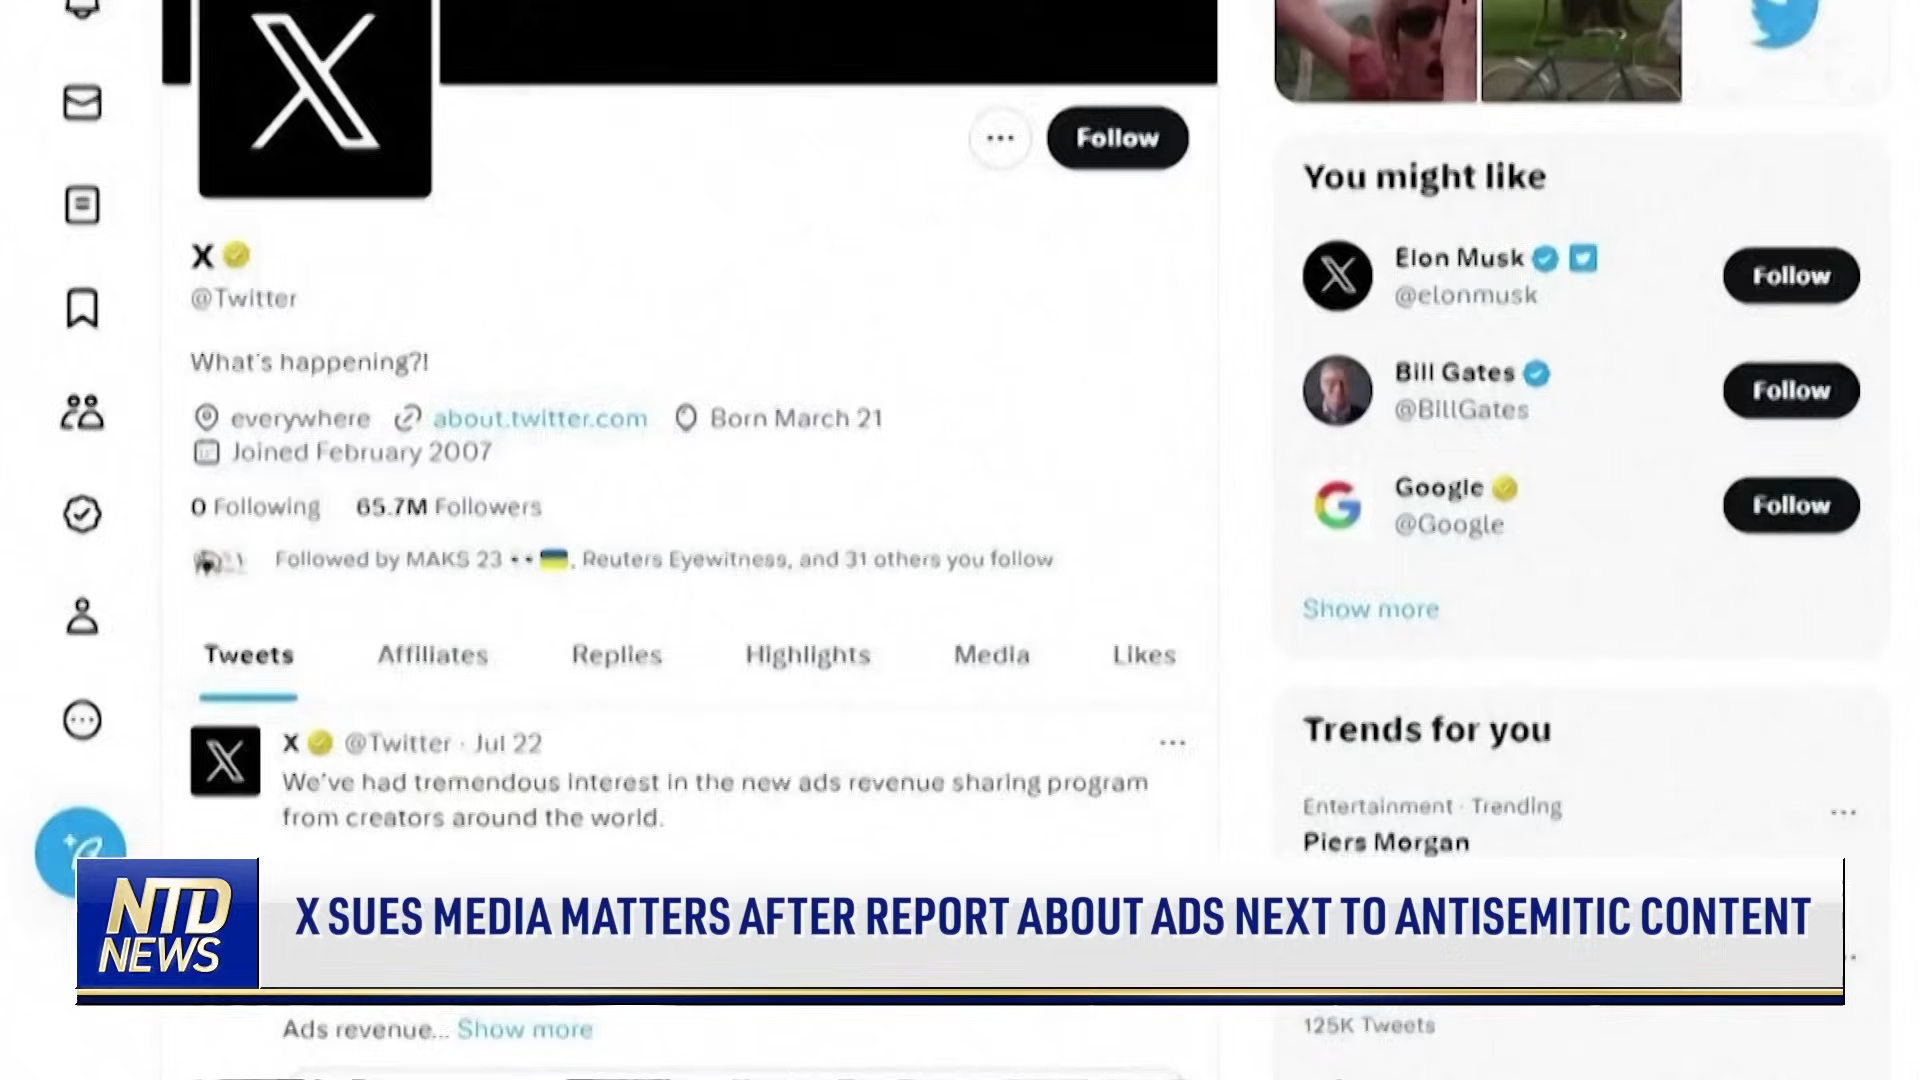 Follow
X
@Twitter
What's happening?!
everywhere about.twitter.com Born March 21
Joined February 2007
0 Following 65.7M Followers
Followed by MAKS 23, Reuters Eyewitness, and 31 others you follow
Tweets Affiliates Replies Highlights Media Likes
X @Twitter · Jul 22
We've had tremendous interest in the new ads revenue sharing program
from creators around the world.
Ads revenue... Show more
You might like
Elon Musk
@elonmusk
Follow
Bill Gates
@BillGates
Follow
Google
@Google
Follow
Show more
Trends for you
Entertainment · Trending
Piers Morgan
125K Tweets
NTD
NEWS
X SUES MEDIA MATTERS AFTER REPORT ABOUT ADS NEXT TO ANTISEMITIC CONTENT